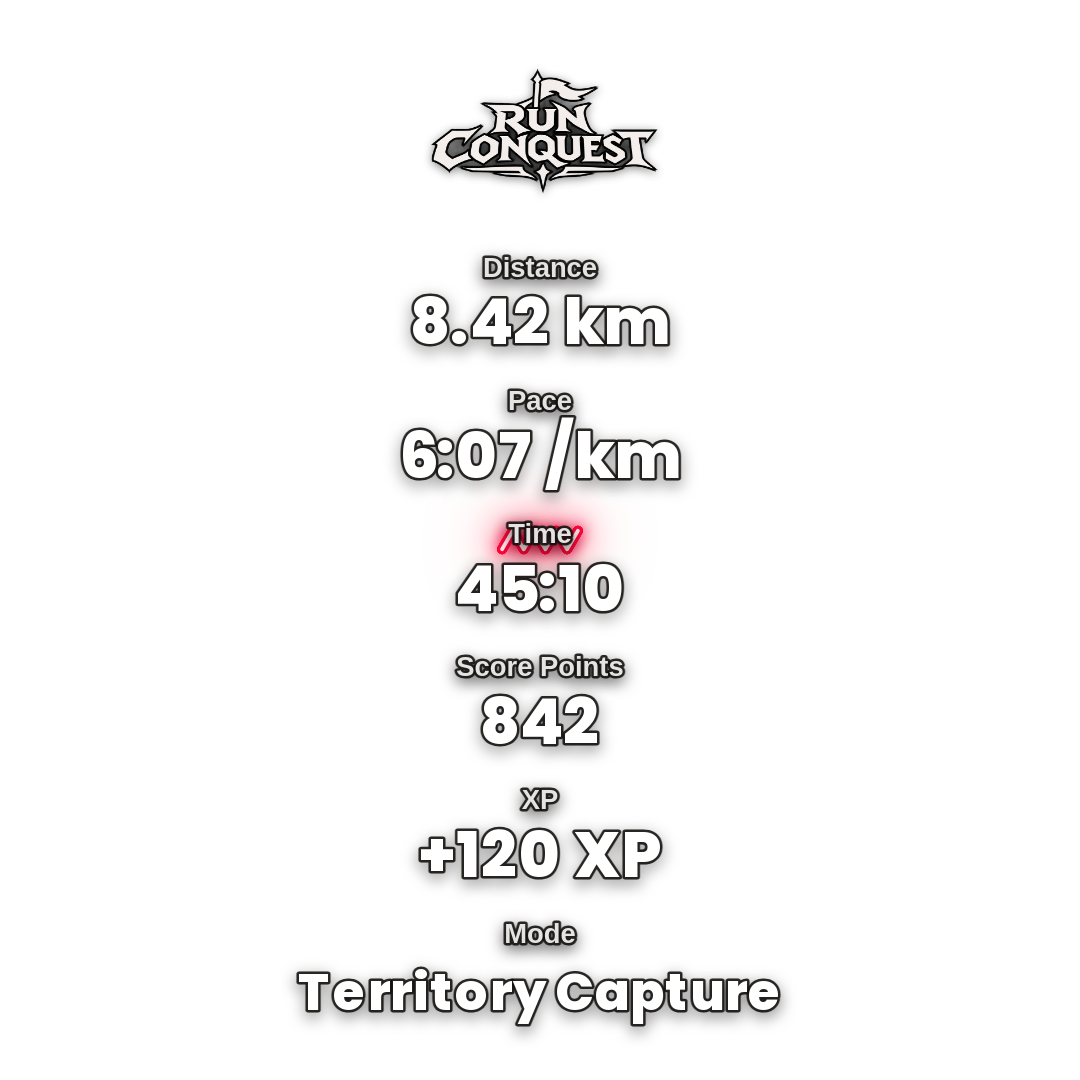 RUN
CONQUEST
Distance
8.42 km
Pace
6:07 /km
Time
45:10
Score Points
842
XP
+120 XP
Mode
Territory Capture